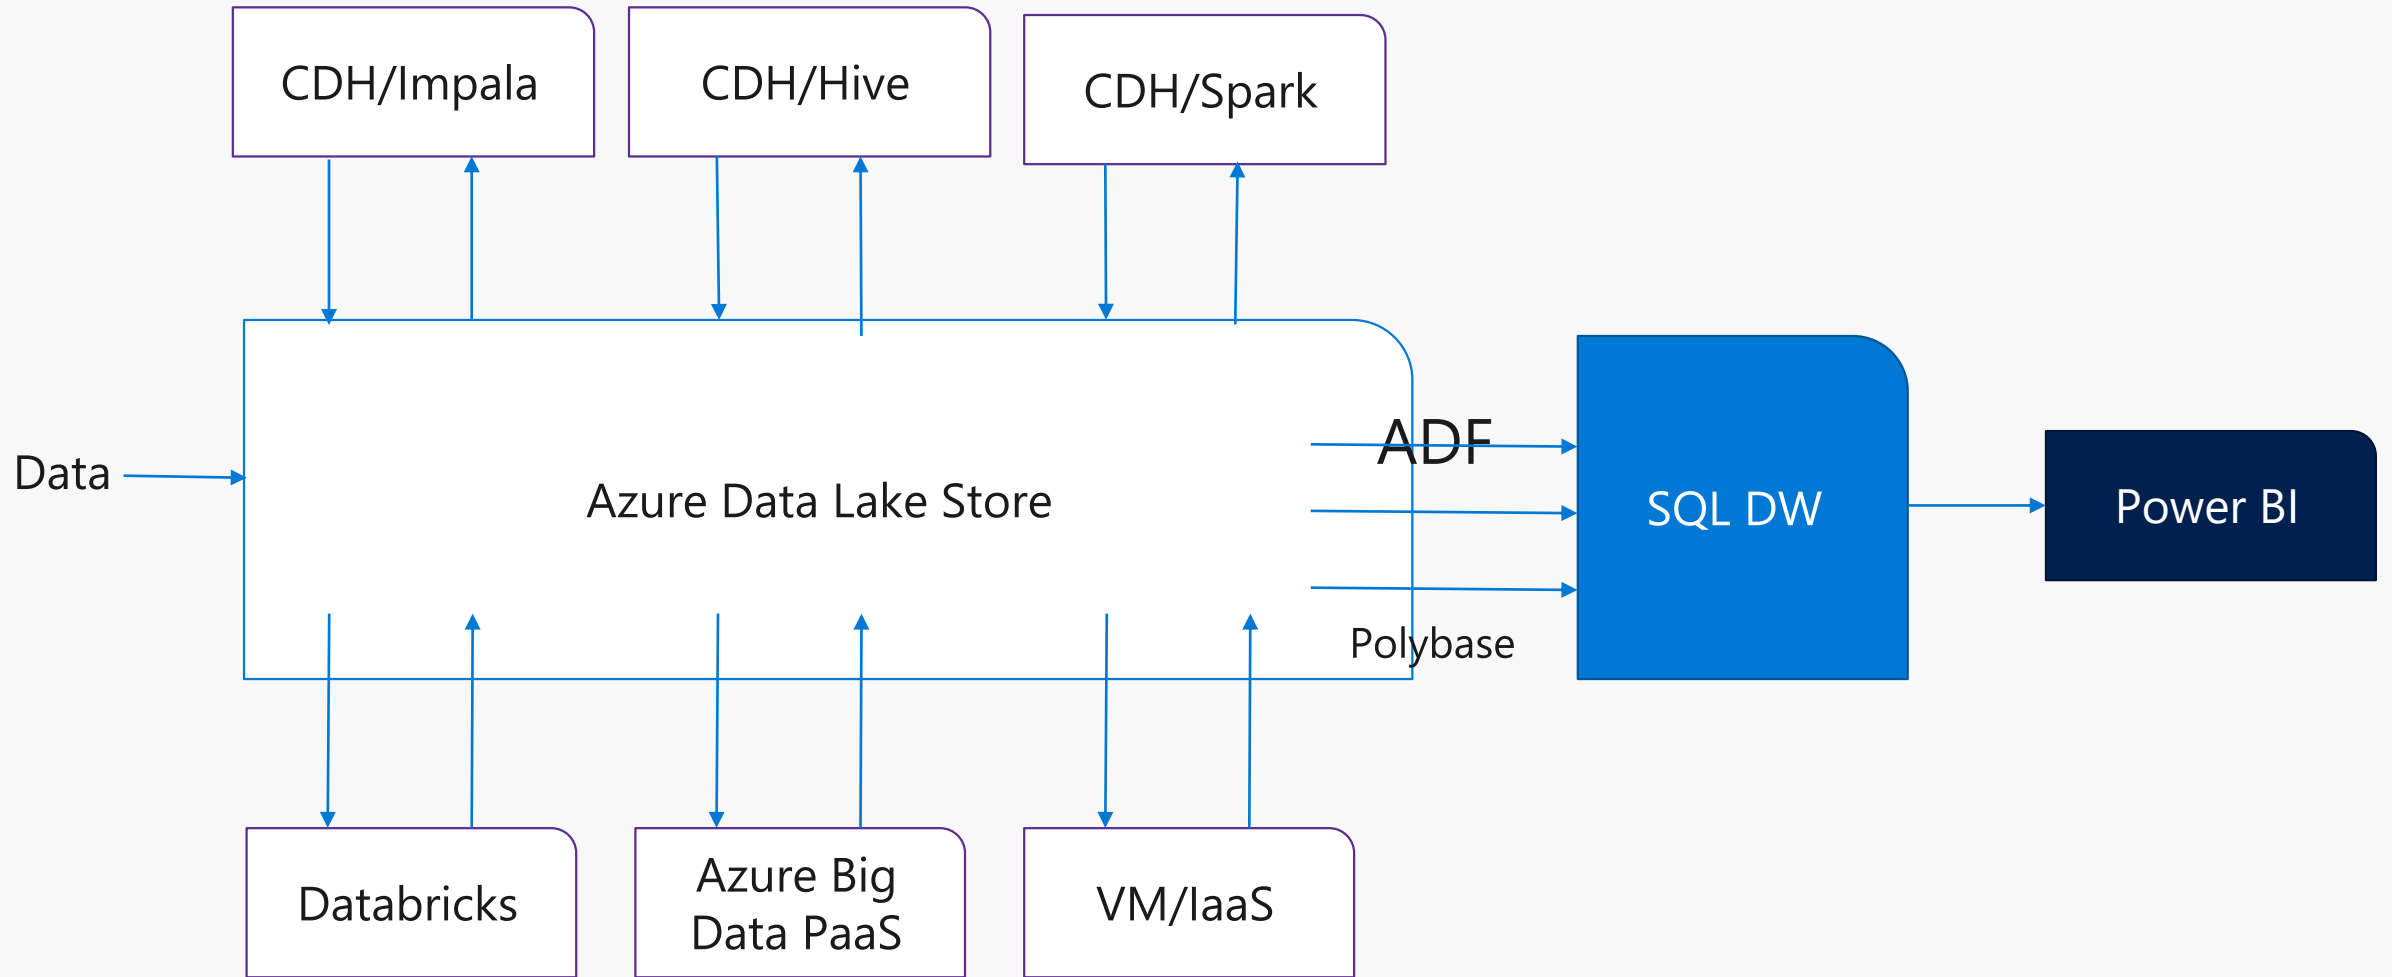 CDH/Impala
CDH/Hive
CDH/Spark
Data
Azure Data Lake Store
ADF
Polybase
SQL DW
Power BI
Databricks
Azure Big
Data PaaS
VM/IaaS